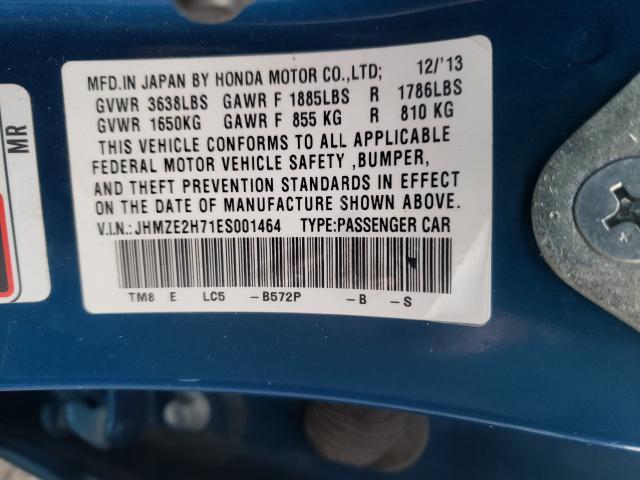 MFD.IN JAPAN BY HONDA MOTOR CO.,LTD; 12/'13
GVWR 3638LBS GAWR F 1885LBS R 1786LBS
GVWR 1650KG GAWR F 855 KG R 810 KG
THIS VEHICLE CONFORMS TO ALL APPLICABLE
FEDERAL MOTOR VEHICLE SAFETY ,BUMPER,
AND THEFT PREVENTION STANDARDS IN EFFECT
ON THE DATE OF MANUFACTURE SHOWN ABOVE.
V.I.N.:JHMZE2H71ES001464 TYPE:PASSENGER CAR
TM8 E LC5 -B572P -B -S
MR